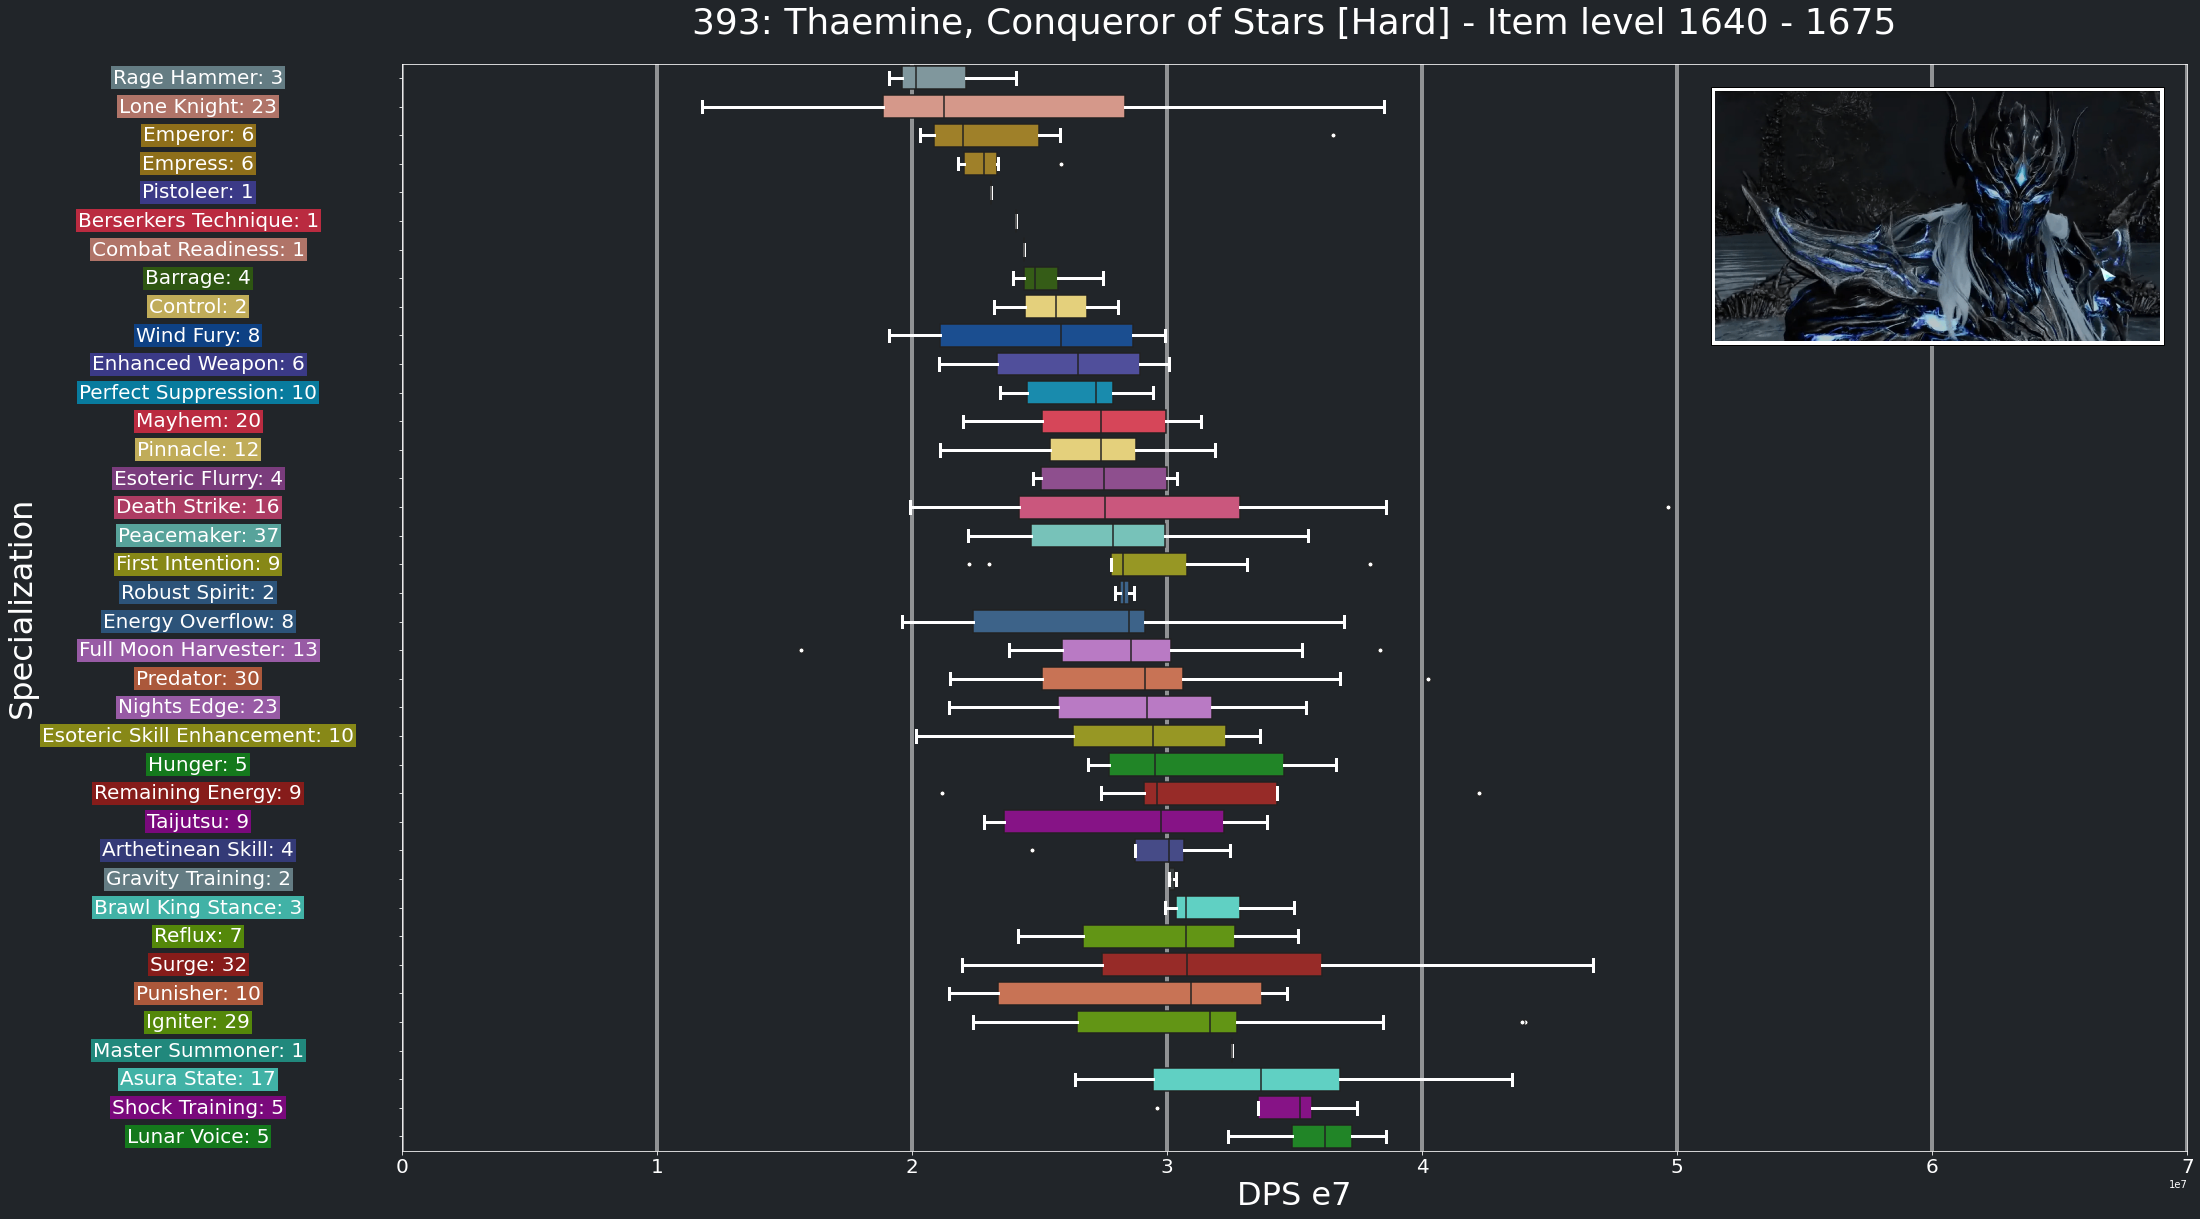 393: Thaemine, Conqueror of Stars [Hard] - Item level 1640 - 1675
Rage Hammer: 3
Lone Knight: 23
Emperor: 6
Empress: 6
Pistoleer: 1
Berserkers Technique: 1
Combat Readiness: 1
Barrage: 4
Control: 2
Wind Fury: 8
Enhanced Weapon: 6
Perfect Suppression: 10
Mayhem: 20
Pinnacle: 12
Esoteric Flurry: 4
Death Strike: 16
Peacemaker: 37
First Intention: 9
Robust Spirit: 2
Energy Overflow: 8
Full Moon Harvester: 13
Predator: 30
Nights Edge: 23
Esoteric Skill Enhancement: 10
Hunger: 5
Remaining Energy: 9
Taijutsu: 9
Arthetinean Skill: 4
Gravity Training: 2
Brawl King Stance: 3
Reflux: 7
Surge: 32
Punisher: 10
Igniter: 29
Master Summoner: 1
Asura State: 17
Shock Training: 5
Lunar Voice: 5
Specialization
0 1 2 3 4 5 6 7
DPS e7
1e7